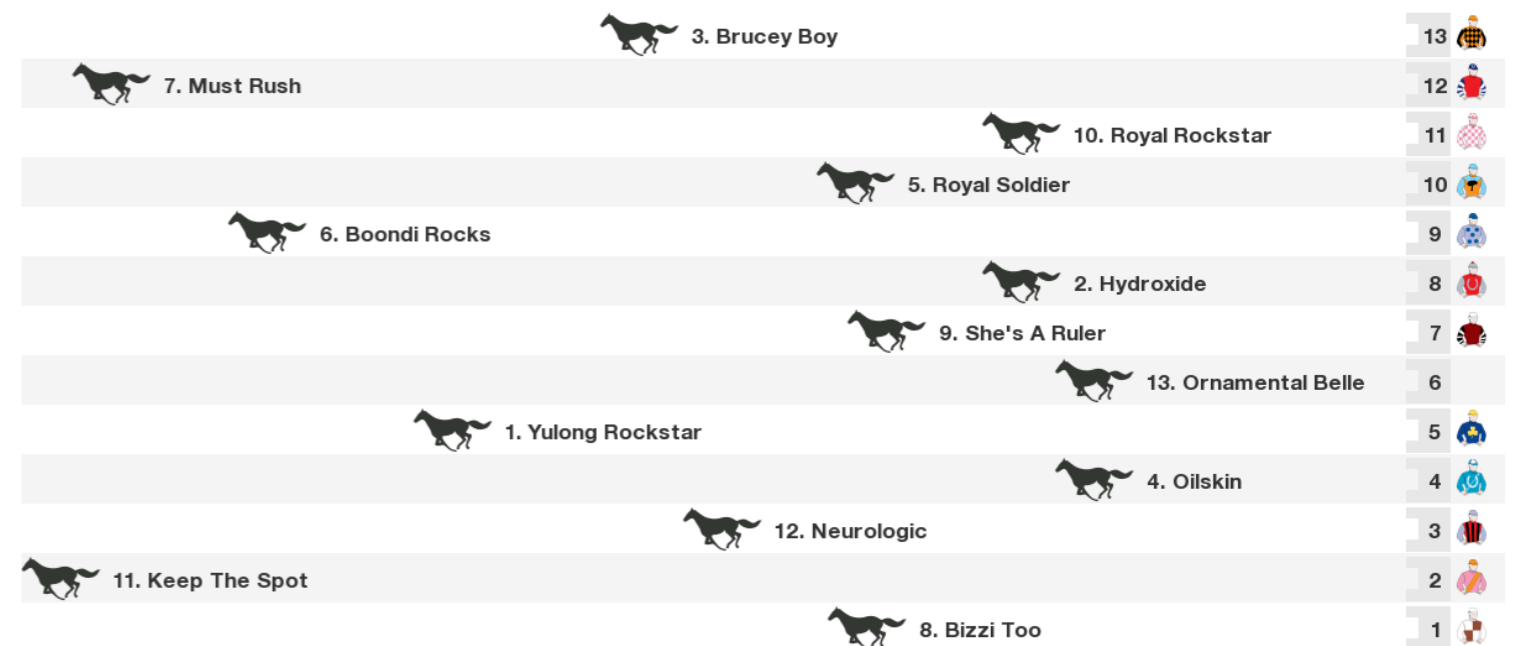 3. Brucey Boy 13
7. Must Rush 12
10. Royal Rockstar 11
5. Royal Soldier 10
6. Boondi Rocks 9
2. Hydroxide 8
9. She's A Ruler 7
13. Ornamental Belle 6
1. Yulong Rockstar 5
4. Oilskin 4
12. Neurologic 3
11. Keep The Spot 2
8. Bizzi Too 1